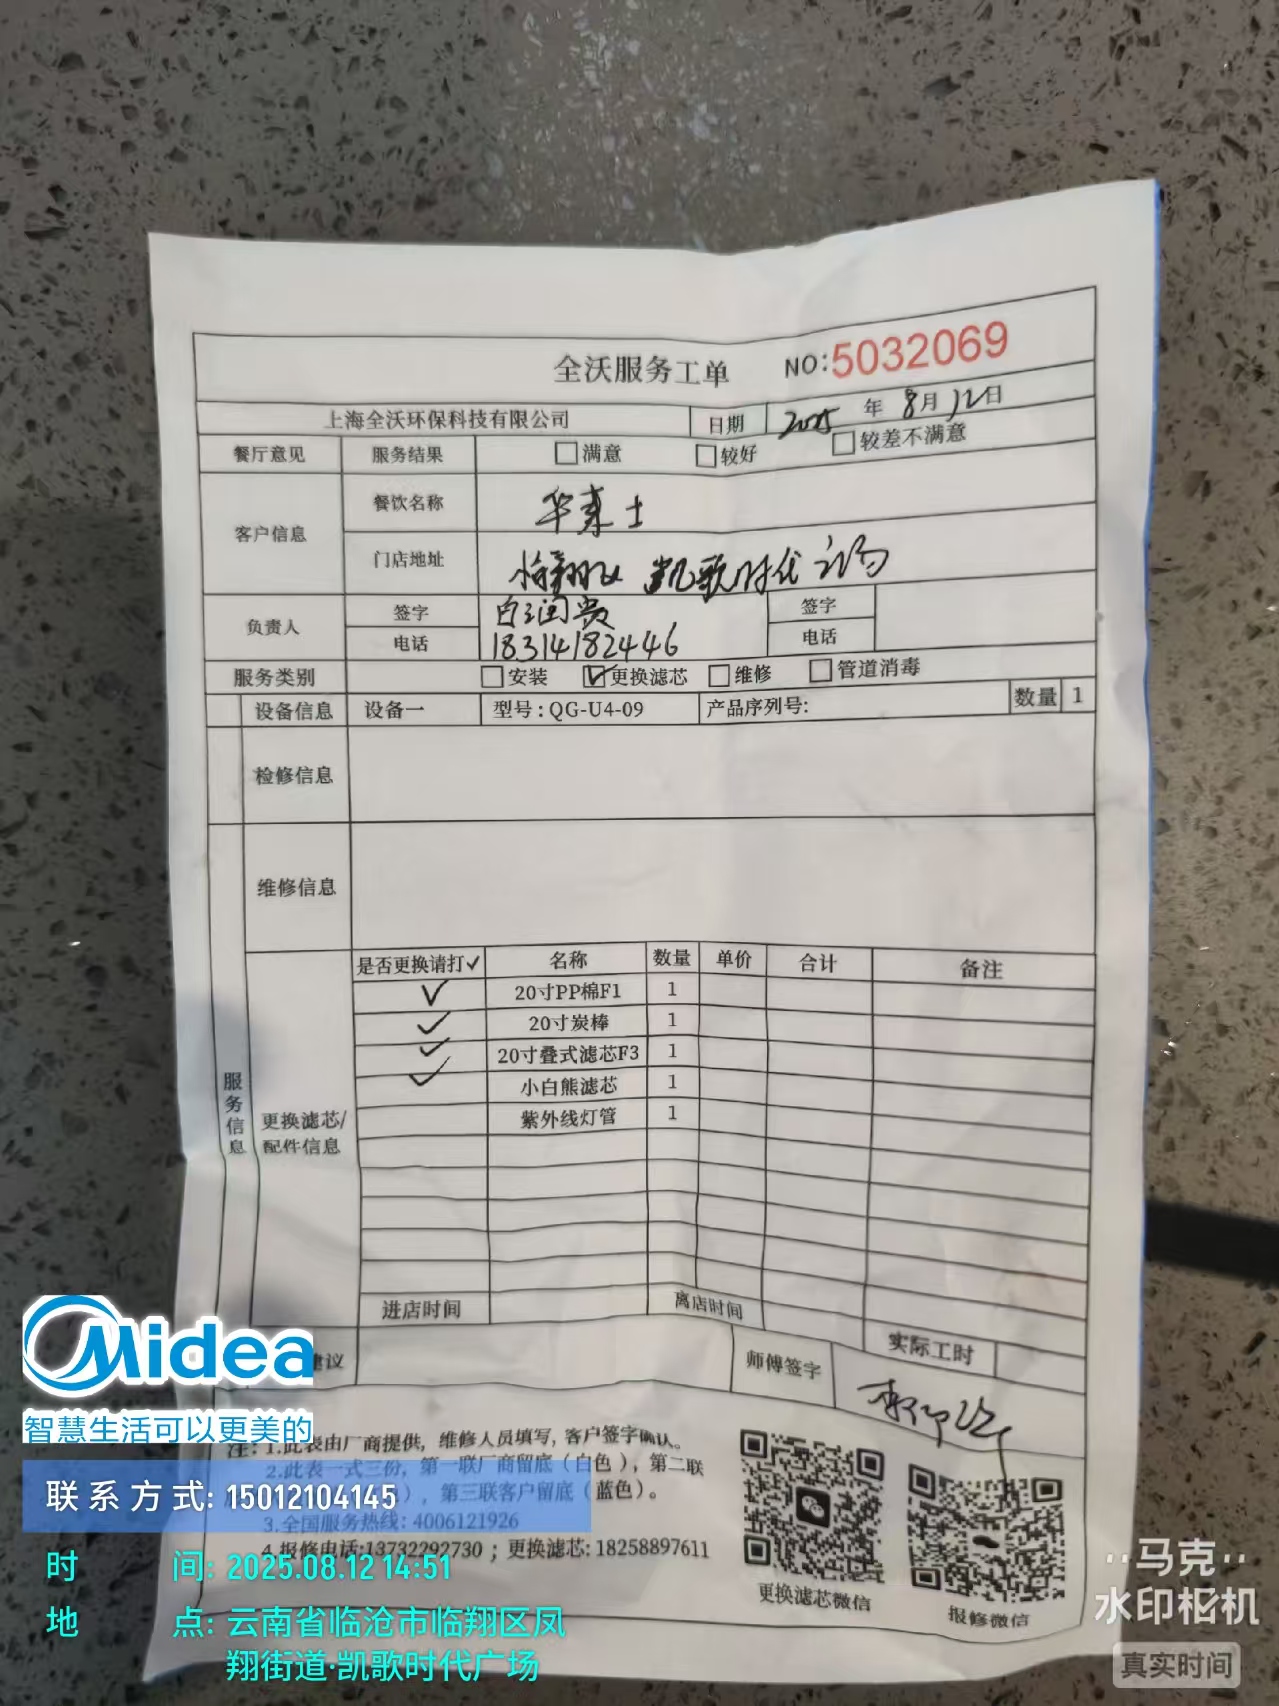 全沃服务工单 NO:5032069
上海全沃环保科技有限公司 日期 2025 年 8月 12日
餐厅意见 服务结果 □满意 □较好 □较差不满意
客户信息 餐饮名称 华莱士
门店地址 临翔区 凯歌时代广场
负责人 签字 白润贵 签字
电话 18314182446 电话
服务类别 □安装 ☑更换滤芯 □维修 □管道消毒
设备信息 设备一 型号:QG-U4-09 产品序列号: 数量 1
检修信息
维修信息
服务信息
更换滤芯/配件信息
是否更换请打✓ 名称 数量 单价 合计 备注
✓ 20寸PP棉F1 1
✓ 20寸炭棒 1
✓ 20寸叠式滤芯F3 1
✓ 小白熊滤芯 1
紫外线灯管 1
进店时间 离店时间 实际工时
建议 师傅签字
注: 1.此表由厂商提供，维修人员填写，客户签字确认。
2.此表一式三份，第一联厂商留底（白色），第二联
），第三联客户留底（蓝色）。
3.全国服务热线: 4006121926
4.报修电话:13732292730 ; 更换滤芯: 18258897611
更换滤芯微信 报修微信
Midea
智慧生活可以更美的
联系方式: 15012104145
时 间: 2025.08.12 14:51
地 点: 云南省临沧市临翔区凤
翔街道·凯歌时代广场
马克
水印相机
真实时间